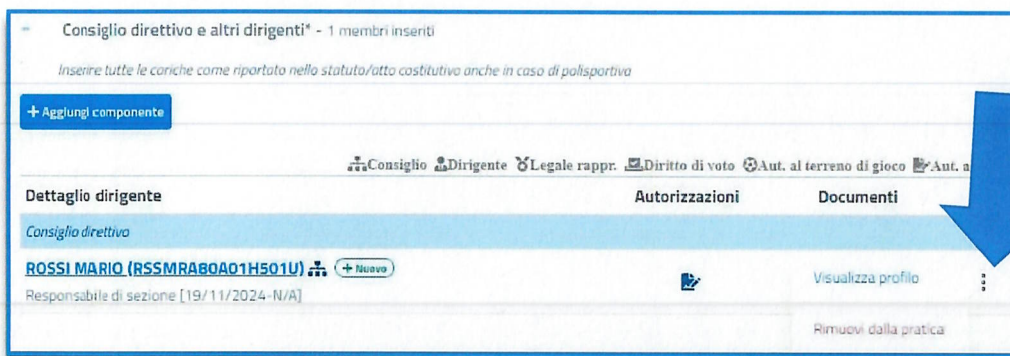 - Consiglio direttivo e altri dirigenti* - 1 membri inseriti
Inserire tutte le cariche come riportato nello statuto/atto costitutivo anche in caso di polisportiva
+ Aggiungi componente
Consiglio Dirigente Legale rappr. Diritto di voto Aut. al terreno di gioco Aut. a
Dettaglio dirigente Autorizzazioni Documenti
Consiglio direttivo
ROSSI MARIO (RSSMRA80A01H501U) + Nuovo Visualizza profilo
Responsabile di sezione [19/11/2024-N/A]
Rimuovi dalla pratica